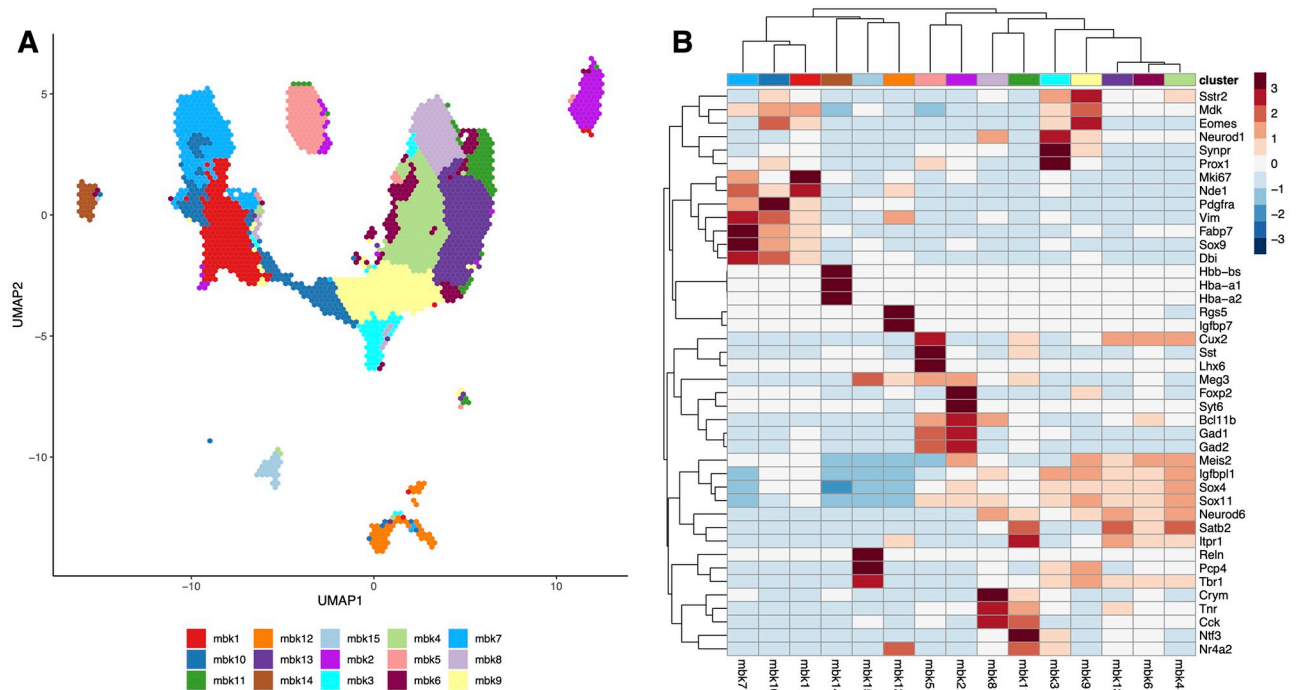 A
UMAP2
5
0
−5
−10
−10
0
10
UMAP1
mbk1
mbk12
mbk15
mbk4
mbk7
mbk10
mbk13
mbk2
mbk5
mbk8
mbk11
mbk14
mbk3
mbk6
mbk9
B
cluster
Sstr2
Mdk
Eomes
Neurod1
Synpr
Prox1
Mki67
Nde1
Pdgfra
Vim
Fabp7
Sox9
Dbi
Hbb−bs
Hba−a1
Hba−a2
Rgs5
Igfbp7
Cux2
Sst
Lhx6
Meg3
Foxp2
Syt6
Bcl11b
Gad1
Gad2
Meis2
Igfbpl1
Sox4
Sox11
Neurod6
Satb2
Itpr1
Reln
Pcp4
Tbr1
Crym
Tnr
Cck
Ntf3
Nr4a2
3
2
1
0
−1
−2
−3
mbk7
mbk1
mbk5
mbk2
mbk8
mbk3
mbk9
mbk6
mbk4